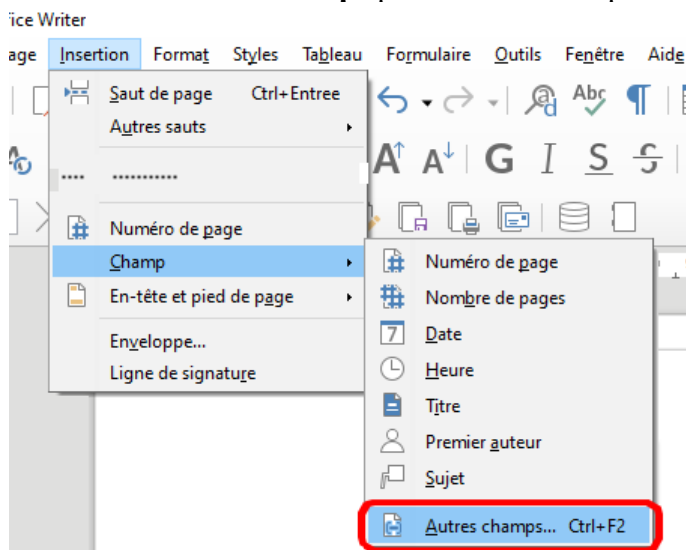 fice Writer
age Insertion Format Styles Tableau Formulaire Outils Fenêtre Aide
Saut de page Ctrl+Entree
Autres sauts
.... ...........
Numéro de page
Champ
En-tête et pied de page
Enveloppe...
Ligne de signature
Abc
A A G I S S
Numéro de page
Nombre de pages
7 Date
Heure
Titre
Premier auteur
Sujet
Autres champs... Ctrl+F2